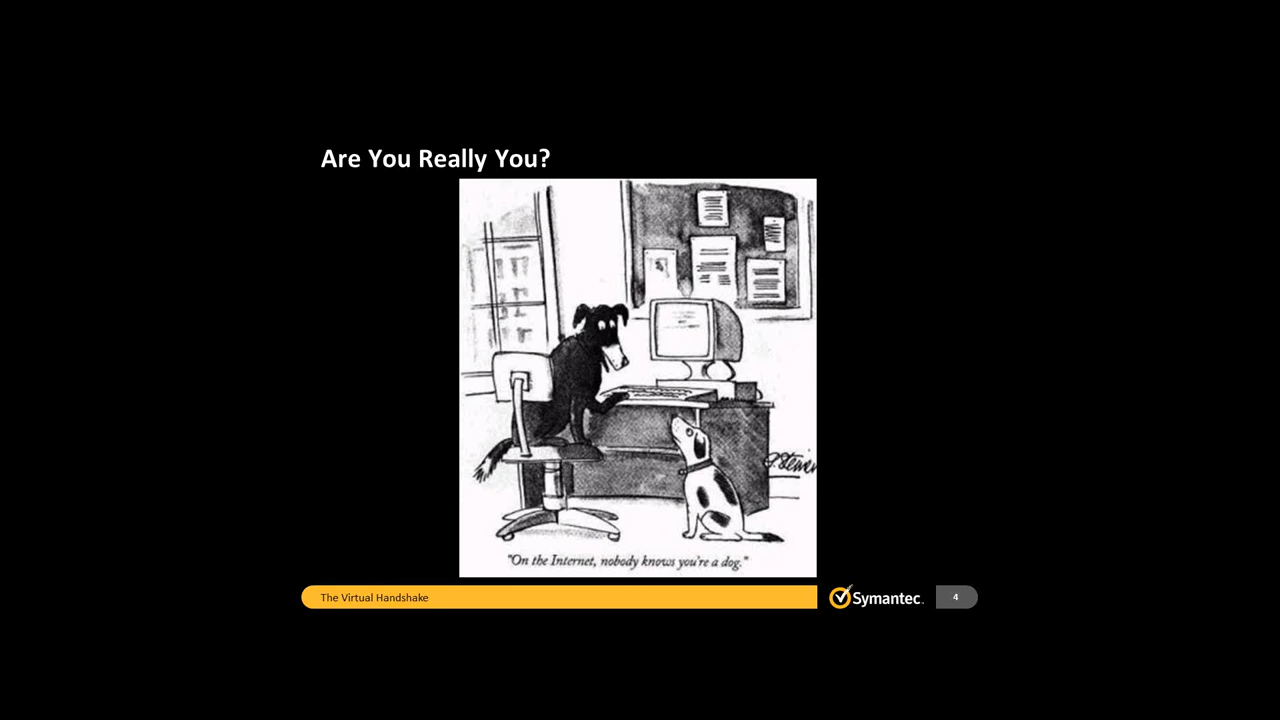 Are You Really You?
"On the Internet, nobody knows you're a dog."
The Virtual Handshake
Symantec.
4